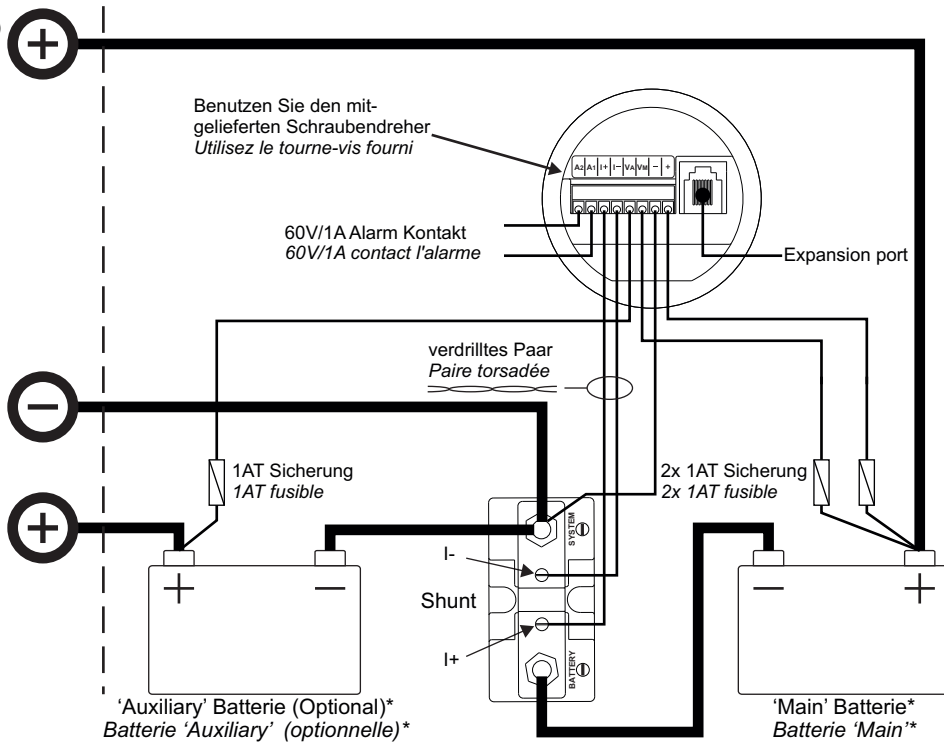 +
Benutzen Sie den mit-
gelieferten Schraubendreher
Utilisez le tourne-vis fourni
A2 A1 I+ I− VA VM − +
60V/1A Alarm Kontakt
60V/1A contact l'alarme
Expansion port
verdrilltes Paar
Paire torsadée
−
1AT Sicherung
1AT fusible
2x 1AT Sicherung
2x 1AT fusible
+
SYSTEM
I-
Shunt
I+
BATTERY
+ −
− +
'Auxiliary' Batterie (Optional)*
Batterie 'Auxiliary' (optionnelle)*
'Main' Batterie*
Batterie 'Main'*